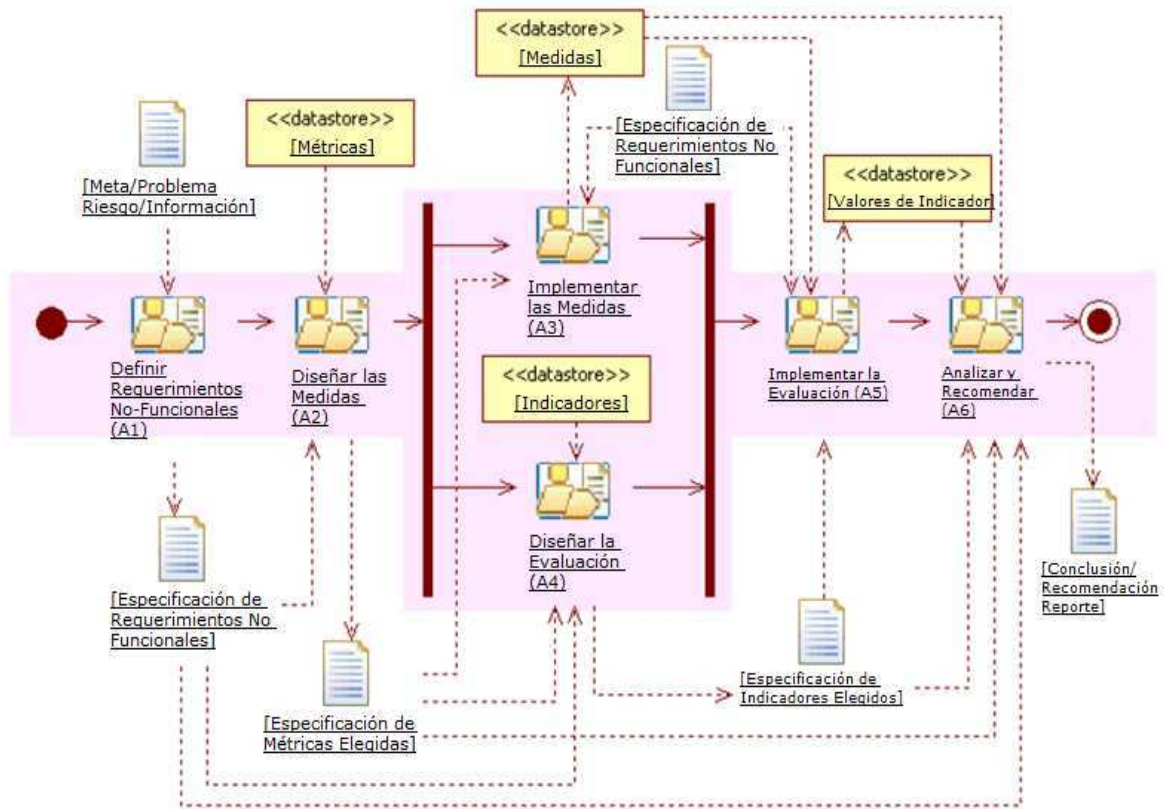 <<datastore>>
[Medidas]
[Especificación de
Requerimientos No
Funcionales]
<<datastore>>
[Métricas]
[Meta/Problema
Riesgo/Información]
<<datastore>>
[Valores de Indicador]
Definir
Requerimientos
No-Funcionales
(A1)
Diseñar las
Medidas
(A2)
Implementar
las Medidas
(A3)
<<datastore>>
[Indicadores]
Diseñar la
Evaluación
(A4)
Implementar la
Evaluación (A5)
Analizar y
Recomendar
(A6)
[Especificación de
Requerimientos No
Funcionales]
[Especificación de
Métricas Elegidas]
[Especificación de
Indicadores Elegidos]
[Conclusión/
Recomendación
Reporte]